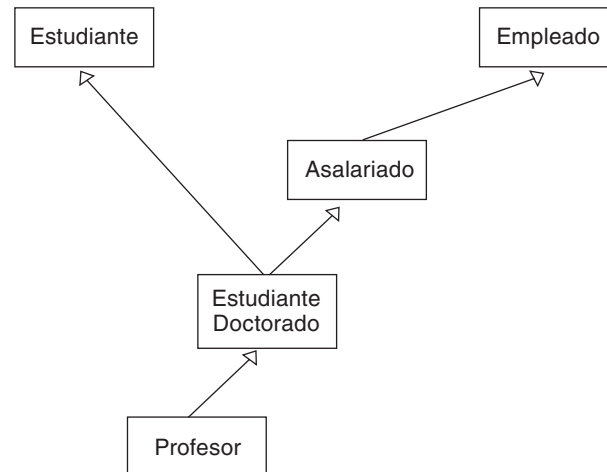 Estudiante
Empleado
Asalariado
Estudiante
Doctorado
Profesor